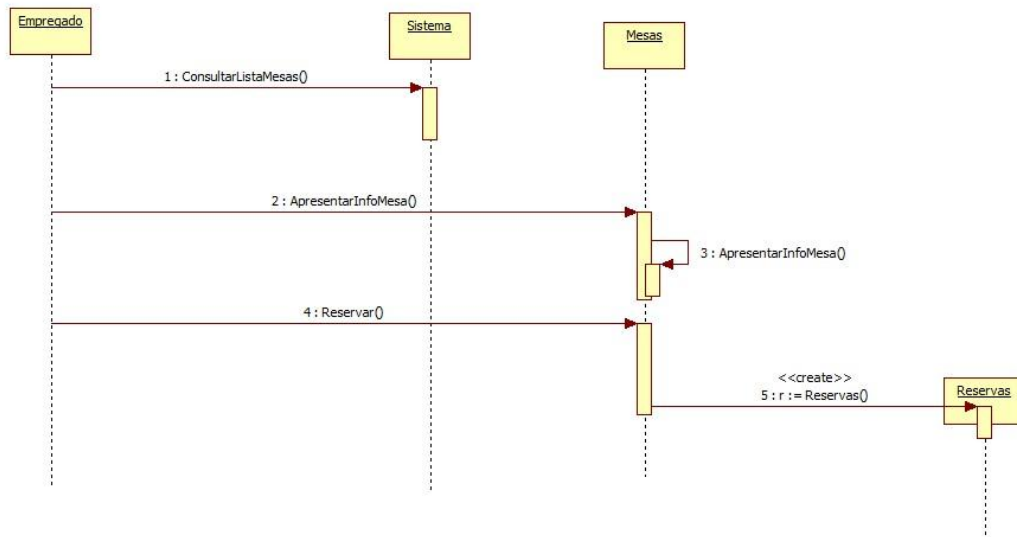 Empregado
Sistema
Mesas
1 : ConsultarListaMesas()
2 : ApresentarInfoMesa()
3 : ApresentarInfoMesa()
4 : Reservar()
<<create>>
5 : r := Reservas()
Reservas